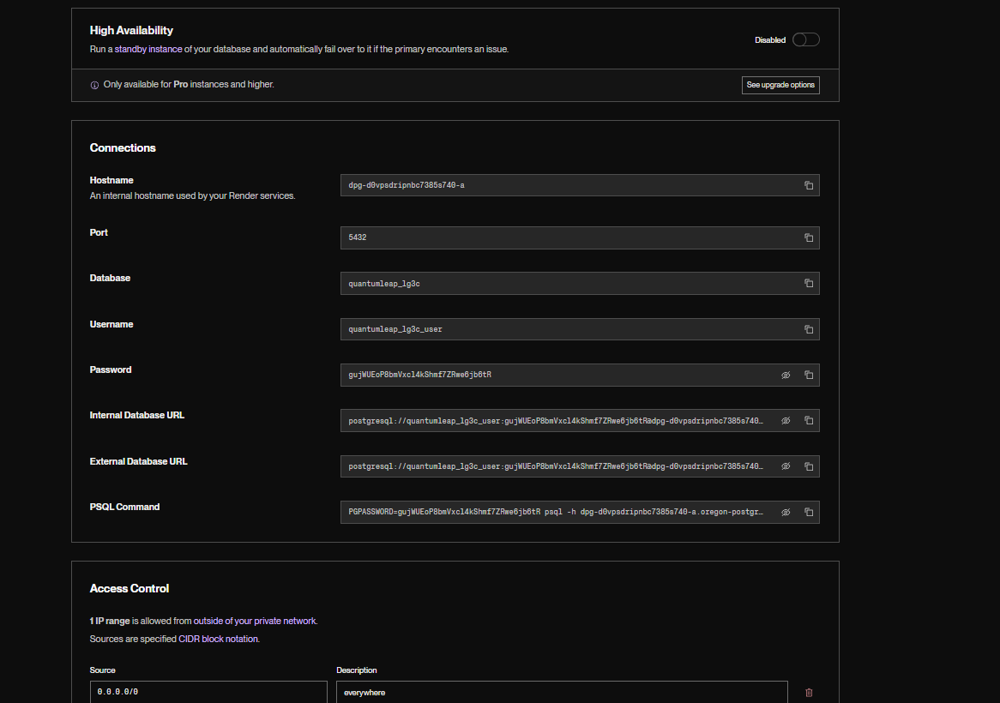 High Availability
Run a standby instance of your database and automatically fail over to it if the primary encounters an issue.
Disabled
Only available for Pro instances and higher.
See upgrade options
Connections
Hostname
dpg-d0vpsdripnbc7385s740-a
An internal hostname used by your Render services.
Port
5432
Database
quantumleap_lg3c
Username
quantumleap_lg3c_user
Password
gujWUEoP8bmVxcl4kShmf7ZRwe6jb6tR
Internal Database URL
postgresql://quantumleap_lg3c_user:gujWUEoP8bmVxcl4kShmf7ZRwe6jb6tR@dpg-d0vpsdripnbc7385s740…
External Database URL
postgresql://quantumleap_lg3c_user:gujWUEoP8bmVxcl4kShmf7ZRwe6jb6tR@dpg-d0vpsdripnbc7385s740…
PSQL Command
PGPASSWORD=gujWUEoP8bmVxcl4kShmf7ZRwe6jb6tR psql -h dpg-d0vpsdripnbc7385s740-a.oregon-postgr…
Access Control
1 IP range is allowed from outside of your private network.
Sources are specified CIDR block notation.
Source
Description
0.0.0.0/0
everywhere